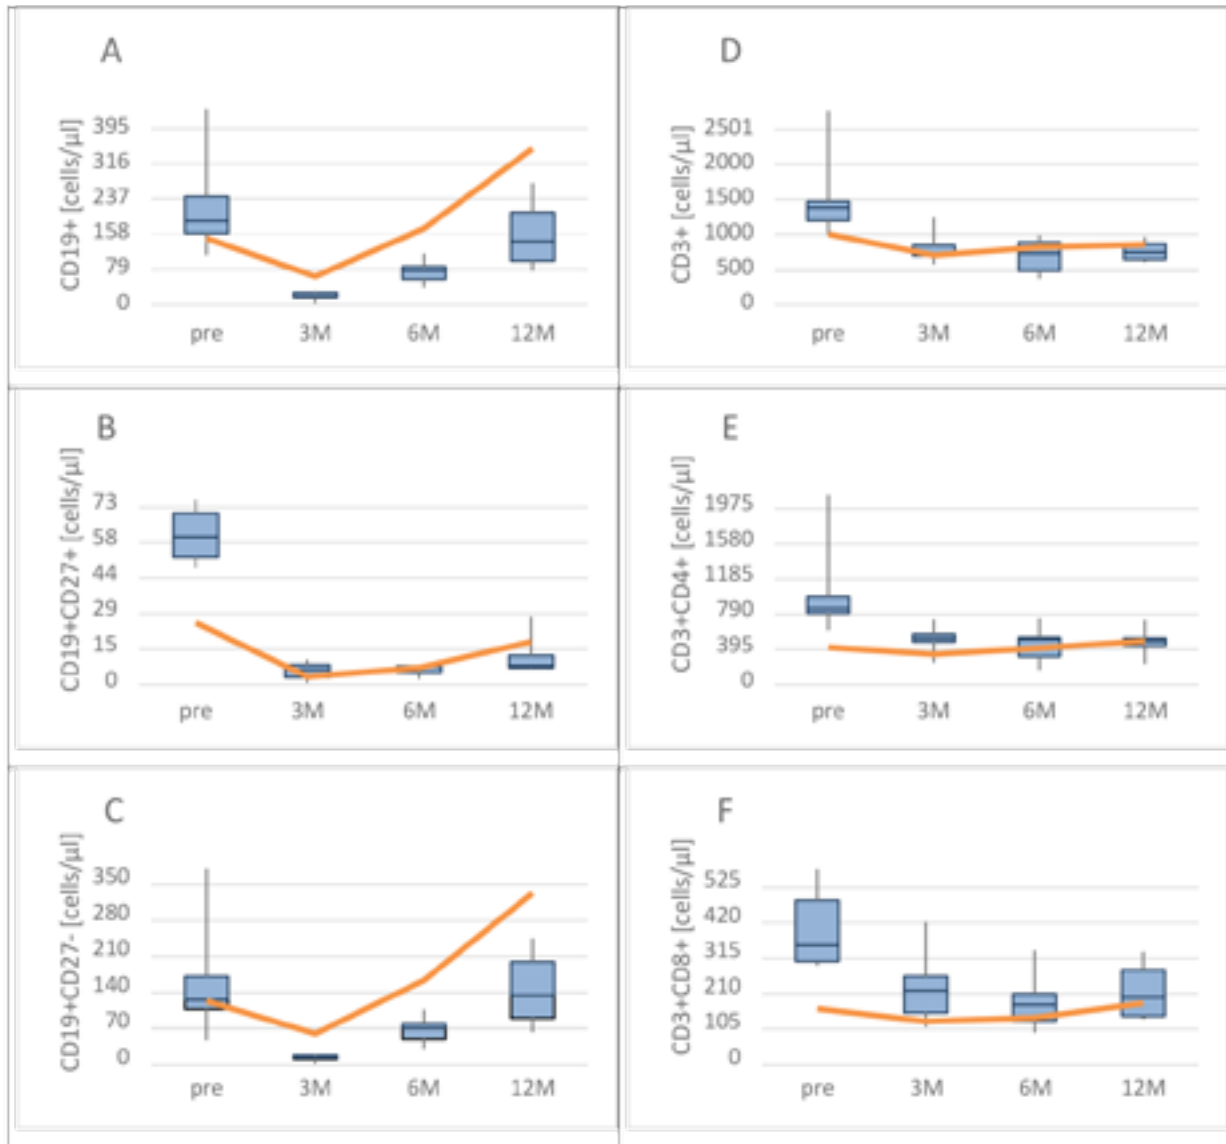 A
CD19+ [cells/µl]
395
316
237
158
79
0
pre 3M 6M 12M
D
CD3+ [cells/µl]
2501
2000
1500
1000
500
0
pre 3M 6M 12M
B
CD19+CD27+ [cells/µl]
73
58
44
29
15
0
pre 3M 6M 12M
E
CD3+CD4+ [cells/µl]
1975
1580
1185
790
395
0
pre 3M 6M 12M
C
CD19+CD27- [cells/µl]
350
280
210
140
70
0
pre 3M 6M 12M
F
CD3+CD8+ [cells/µl]
525
420
315
210
105
0
pre 3M 6M 12M